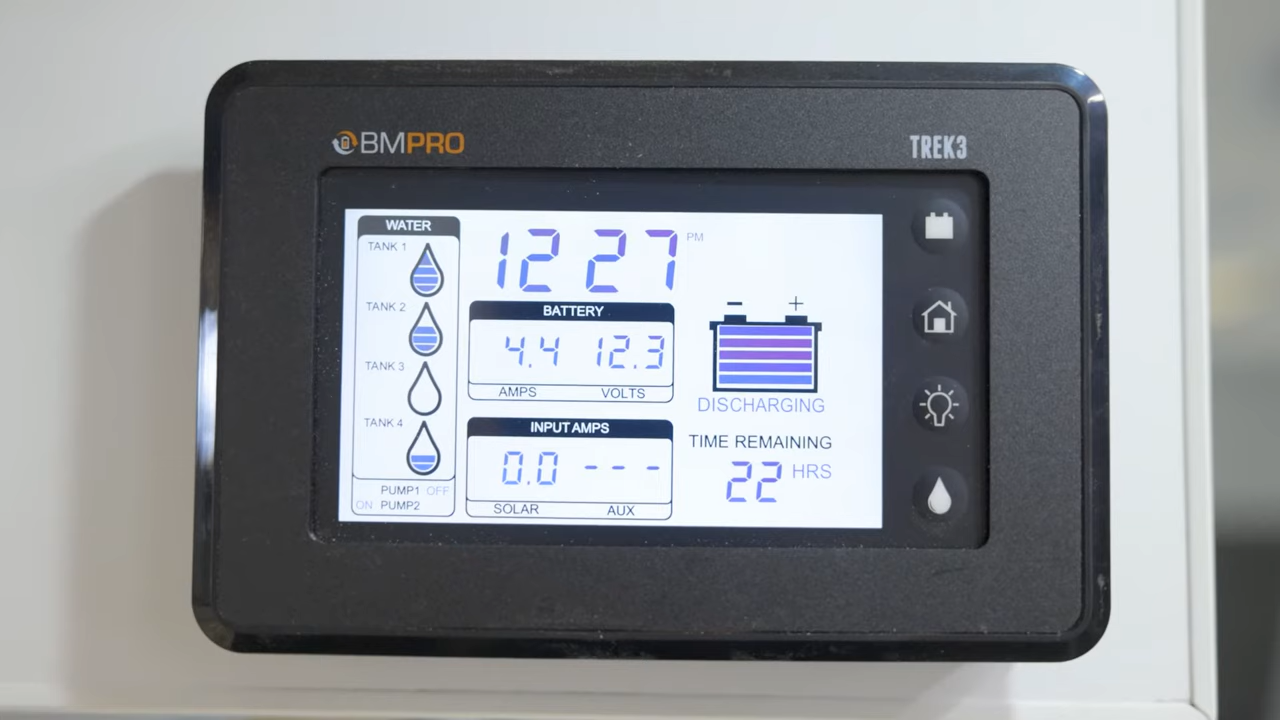 BMPRO
TREK3
WATER
TANK 1
TANK 2
TANK 3
TANK 4
PUMP1 OFF
ON PUMP2
12 27 PM
BATTERY
4.4 12.3
AMPS VOLTS
INPUT AMPS
0.0 ---
SOLAR AUX
- +
DISCHARGING
TIME REMAINING
22 HRS